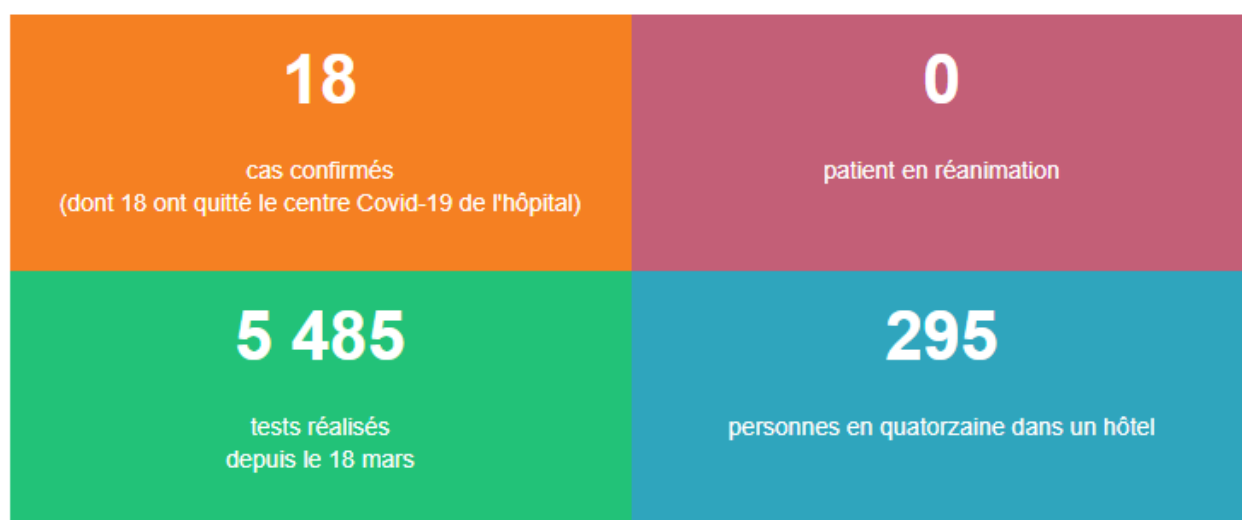 18
cas confirmés
(dont 18 ont quitté le centre Covid-19 de l'hôpital)
0
patient en réanimation
5 485
tests réalisés
depuis le 18 mars
295
personnes en quatorzaine dans un hôtel